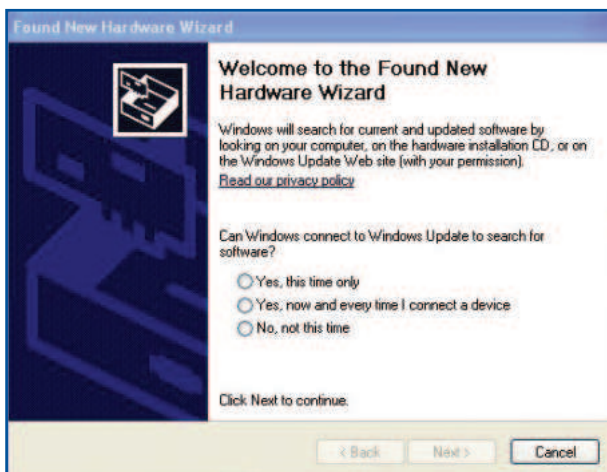 Found New Hardware Wizard
Welcome to the Found New
Hardware Wizard
Windows will search for current and updated software by
looking on your computer, on the hardware installation CD, or on
the Windows Update Web site (with your permission).
Read our privacy policy
Can Windows connect to Windows Update to search for
software?
Yes, this time only
Yes, now and every time I connect a device
No, not this time
Click Next to continue.
< Back Next > Cancel